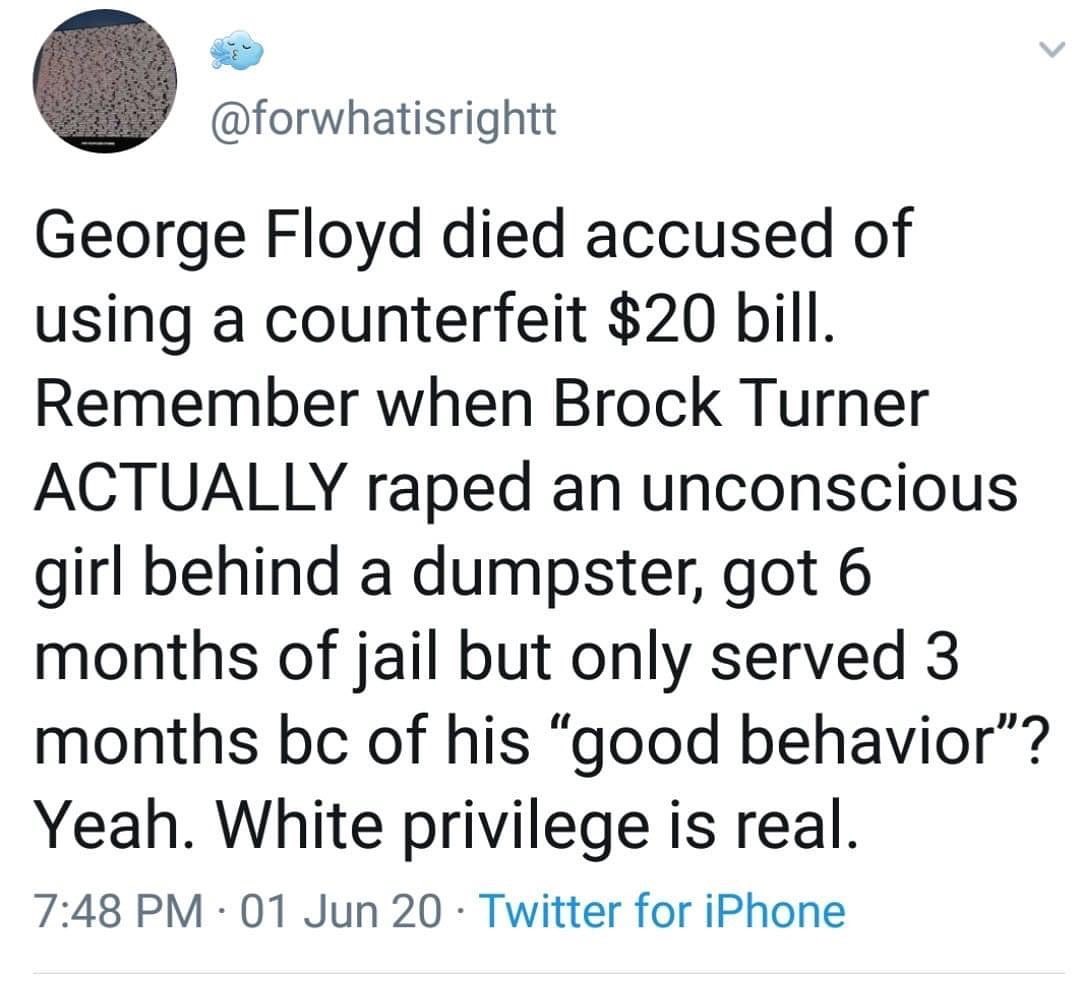 @forwhatisrightt
George Floyd died accused of
using a counterfeit $20 bill.
Remember when Brock Turner
ACTUALLY raped an unconscious
girl behind a dumpster, got 6
months of jail but only served 3
months bc of his “good behavior”?
Yeah. White privilege is real.
7:48 PM · 01 Jun 20 · Twitter for iPhone